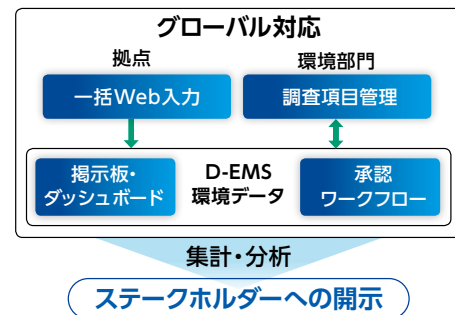 グローバル対応
拠点
環境部門
一括Web入力
調査項目管理
掲示板・
ダッシュボード
D-EMS
環境データ
承認
ワークフロー
集計・分析
ステークホルダーへの開示